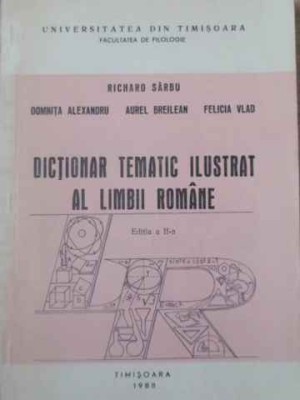 UNIVERSITATEA DIN TIMIȘOARA
FACULTATEA DE FILOLOGIE
RICHARD SÂRBU
DOMNIȚA ALEXANDRU AUREL BREILEAN FELICIA VLAD
DICȚIONAR TEMATIC ILUSTRAT
AL LIMBII ROMÂNE
Ediția a II-a
LR
TIMIȘOARA